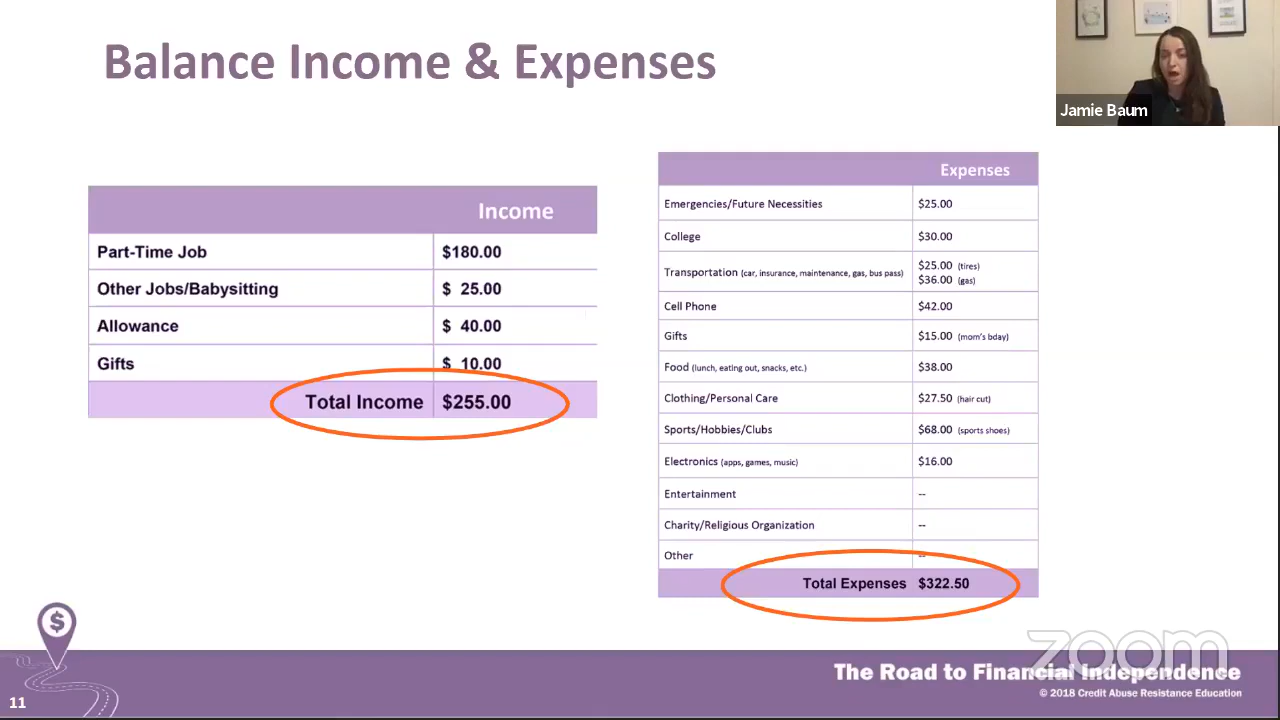 Balance Income & Expenses
Jamie Baum
Income
Part-Time Job $180.00
Other Jobs/Babysitting $ 25.00
Allowance $ 40.00
Gifts $ 10.00
Total Income $255.00
Expenses
Emergencies/Future Necessities $25.00
College $30.00
Transportation (car, insurance, maintenance, gas, bus pass) $25.00 (tires)
$36.00 (gas)
Cell Phone $42.00
Gifts $15.00 (mom's bday)
Food (lunch, eating out, snacks, etc.) $38.00
Clothing/Personal Care $27.50 (hair cut)
Sports/Hobbies/Clubs $68.00 (sports shoes)
Electronics (apps, games, music) $16.00
Entertainment --
Charity/Religious Organization --
Other --
Total Expenses $322.50
$
zoom
The Road to Financial Independence
© 2018 Credit Abuse Resistance Education
11